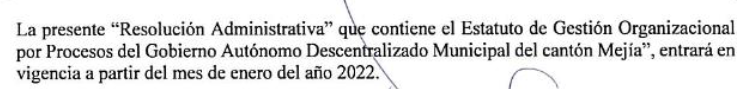 La presente “Resolución Administrativa” que contiene el Estatuto de Gestión Organizacional
por Procesos del Gobierno Autónomo Descentralizado Municipal del cantón Mejía”, entrará en
vigencia a partir del mes de enero del año 2022.